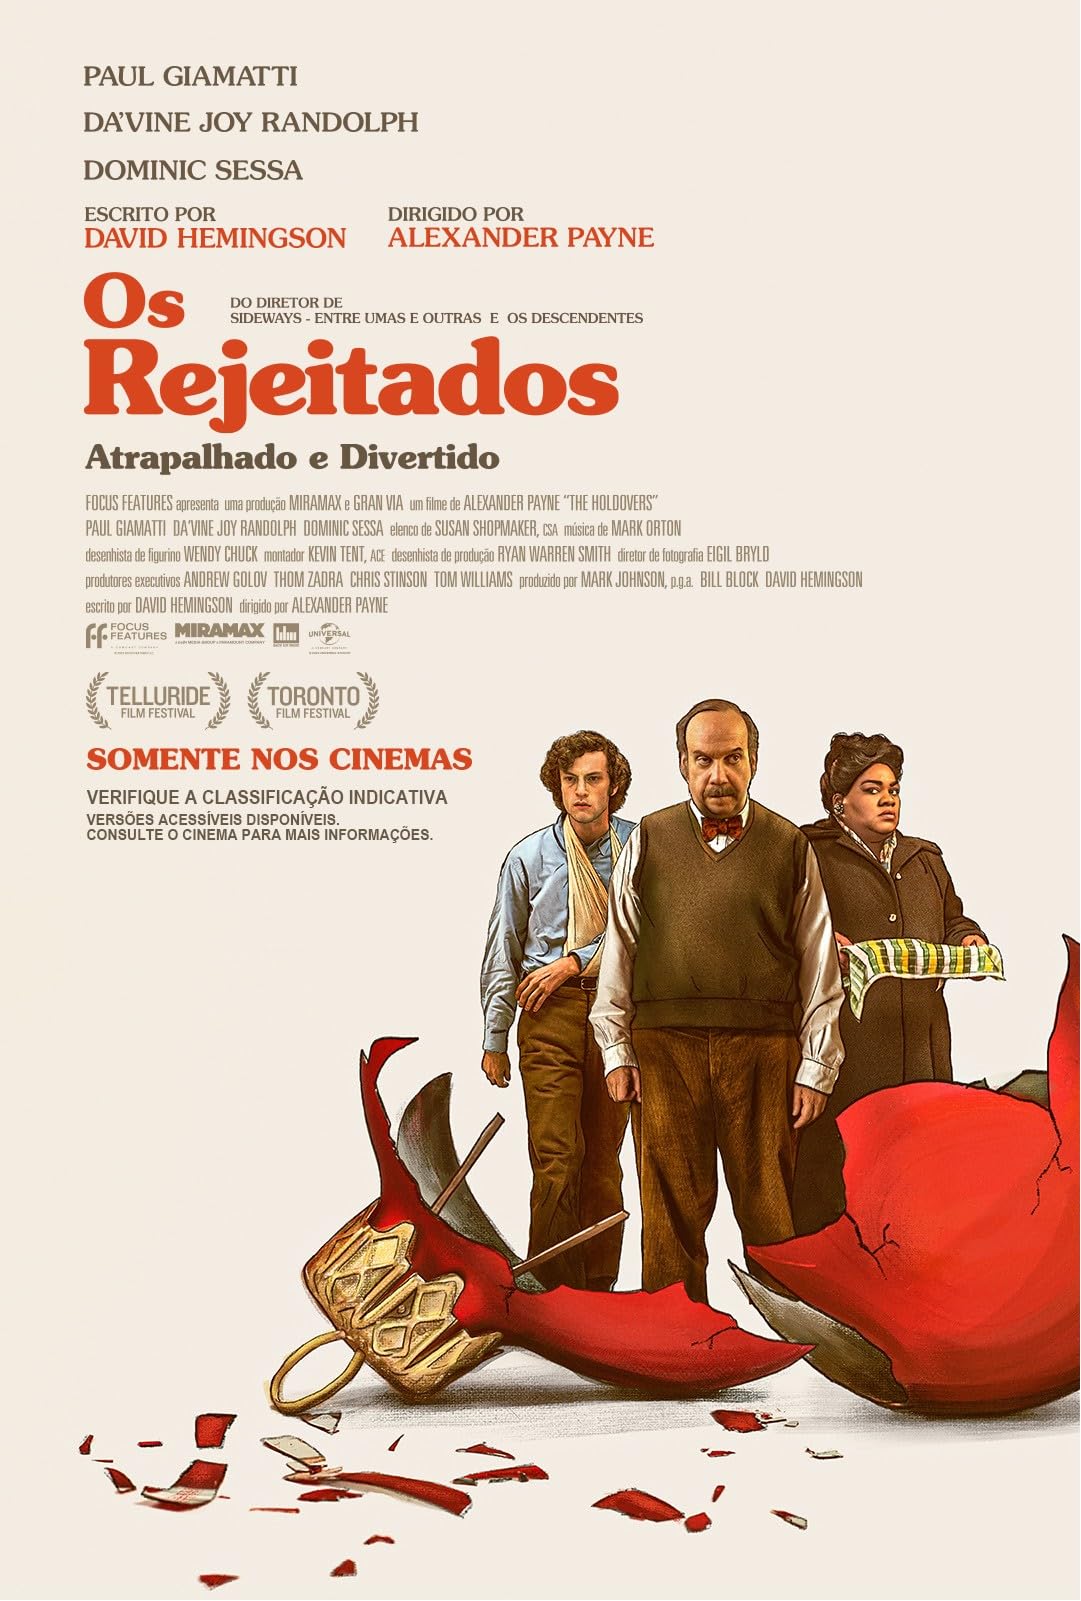 PAUL GIAMATTI
DA'VINE JOY RANDOLPH
DOMINIC SESSA
ESCRITO POR
DAVID HEMINGSON
DIRIGIDO POR
ALEXANDER PAYNE
Os
DO DIRETOR DE
SIDEWAYS - ENTRE UMAS E OUTRAS E OS DESCENDENTES
Rejeitados
Atrapalhado e Divertido
FOCUS FEATURES apresenta uma produção MIRAMAX e GRAN VIA um filme de ALEXANDER PAYNE "THE HOLDOVERS"
PAUL GIAMATTI DA'VINE JOY RANDOLPH DOMINIC SESSA elenco de SUSAN SHOPMAKER, CSA música de MARK ORTON
desenhista de figurino WENDY CHUCK montador KEVIN TENT, ACE desenhista de produção RYAN WARREN SMITH diretor de fotografia EIGIL BRYLD
produtores executivos ANDREW GOLOV THOM ZADRA CHRIS STINSON TOM WILLIAMS produzido por MARK JOHNSON, p.g.a. BILL BLOCK DAVID HEMINGSON
escrito por DAVID HEMINGSON dirigido por ALEXANDER PAYNE
FOCUS
FEATURES
MIRAMAX
UNIVERSAL
TELLURIDE
FILM FESTIVAL
TORONTO
FILM FESTIVAL
SOMENTE NOS CINEMAS
VERIFIQUE A CLASSIFICAÇÃO INDICATIVA
VERSÕES ACESSÍVEIS DISPONÍVEIS.
CONSULTE O CINEMA PARA MAIS INFORMAÇÕES.